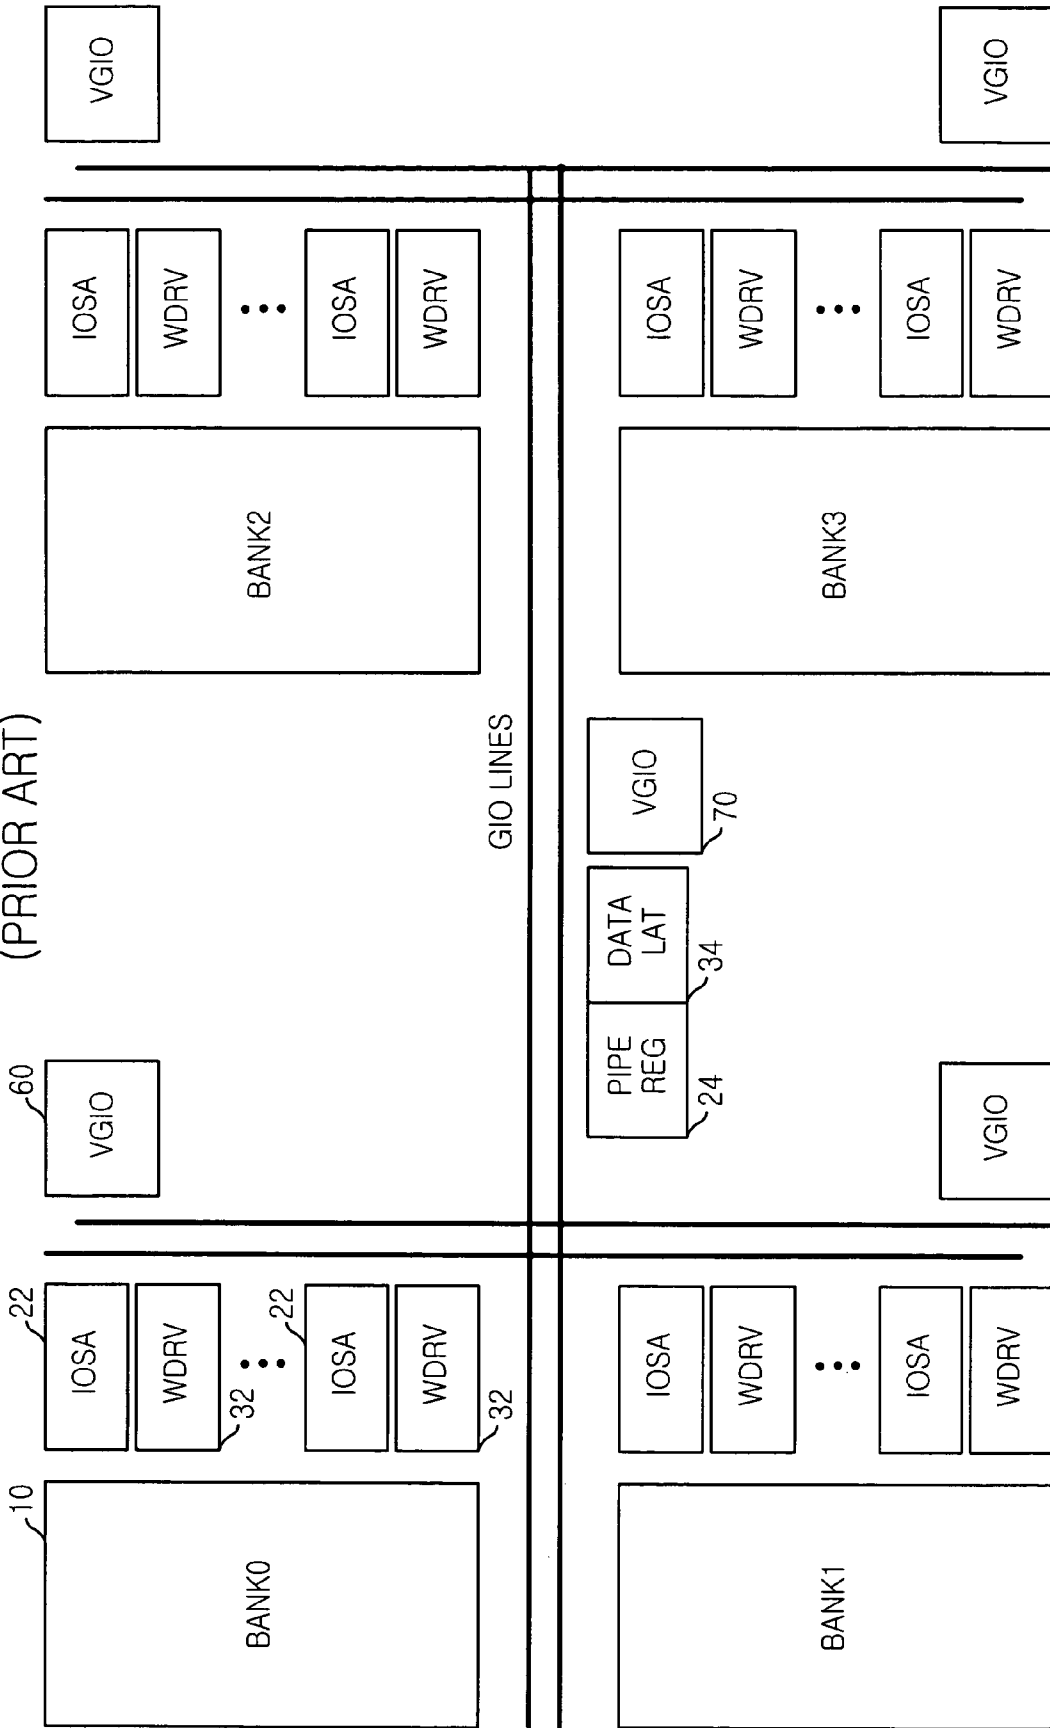 (PRIOR ART)
10
22
60
IOSA
VGIO
IOSA
VGIO
WDRV
WDRV
32
BANK0
22
BANK2
IOSA
IOSA
WDRV
WDRV
32
GIO LINES
IOSA
PIPE
REG
DATA
LAT
VGIO
IOSA
24
34
70
WDRV
WDRV
BANK1
BANK3
IOSA
IOSA
WDRV
VGIO
WDRV
VGIO